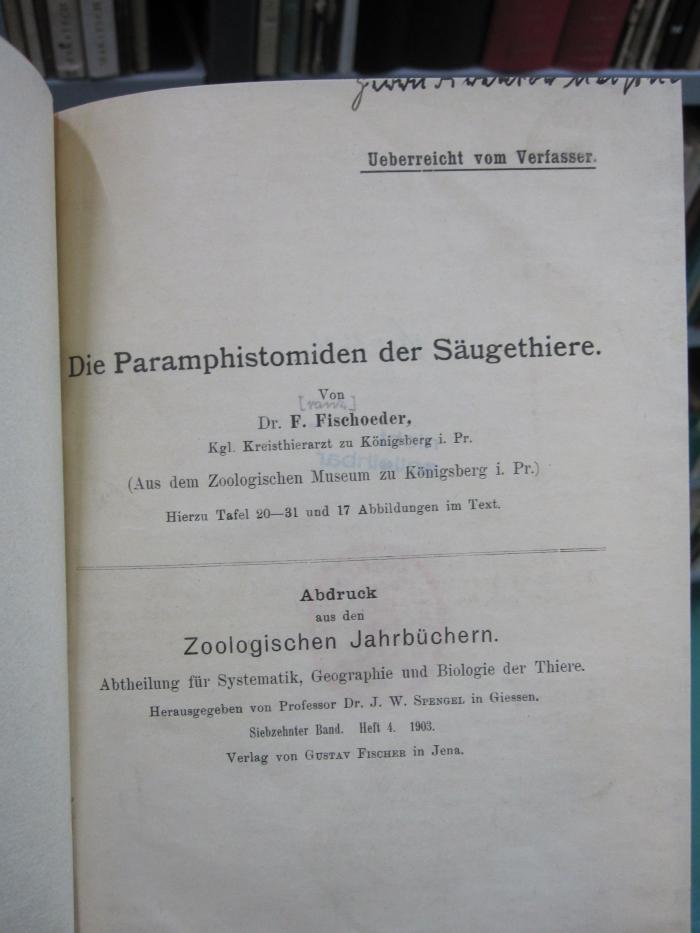 Ueberreicht vom Verfasser.
Die Paramphistomiden der Säugethiere.
Von
Dr. F. Fischoeder,
Kgl. Kreisthierarzt zu Königsberg i. Pr.
(Aus dem Zoologischen Museum zu Königsberg i. Pr.)
Hierzu Tafel 20—31 und 17 Abbildungen im Text.
Abdruck
aus den
Zoologischen Jahrbüchern.
Abtheilung für Systematik, Geographie und Biologie der Thiere.
Herausgegeben von Professor Dr. J. W. SPENGEL in Giessen.
Siebzehnter Band. Heft 4. 1903.
Verlag von GUSTAV FISCHER in Jena.